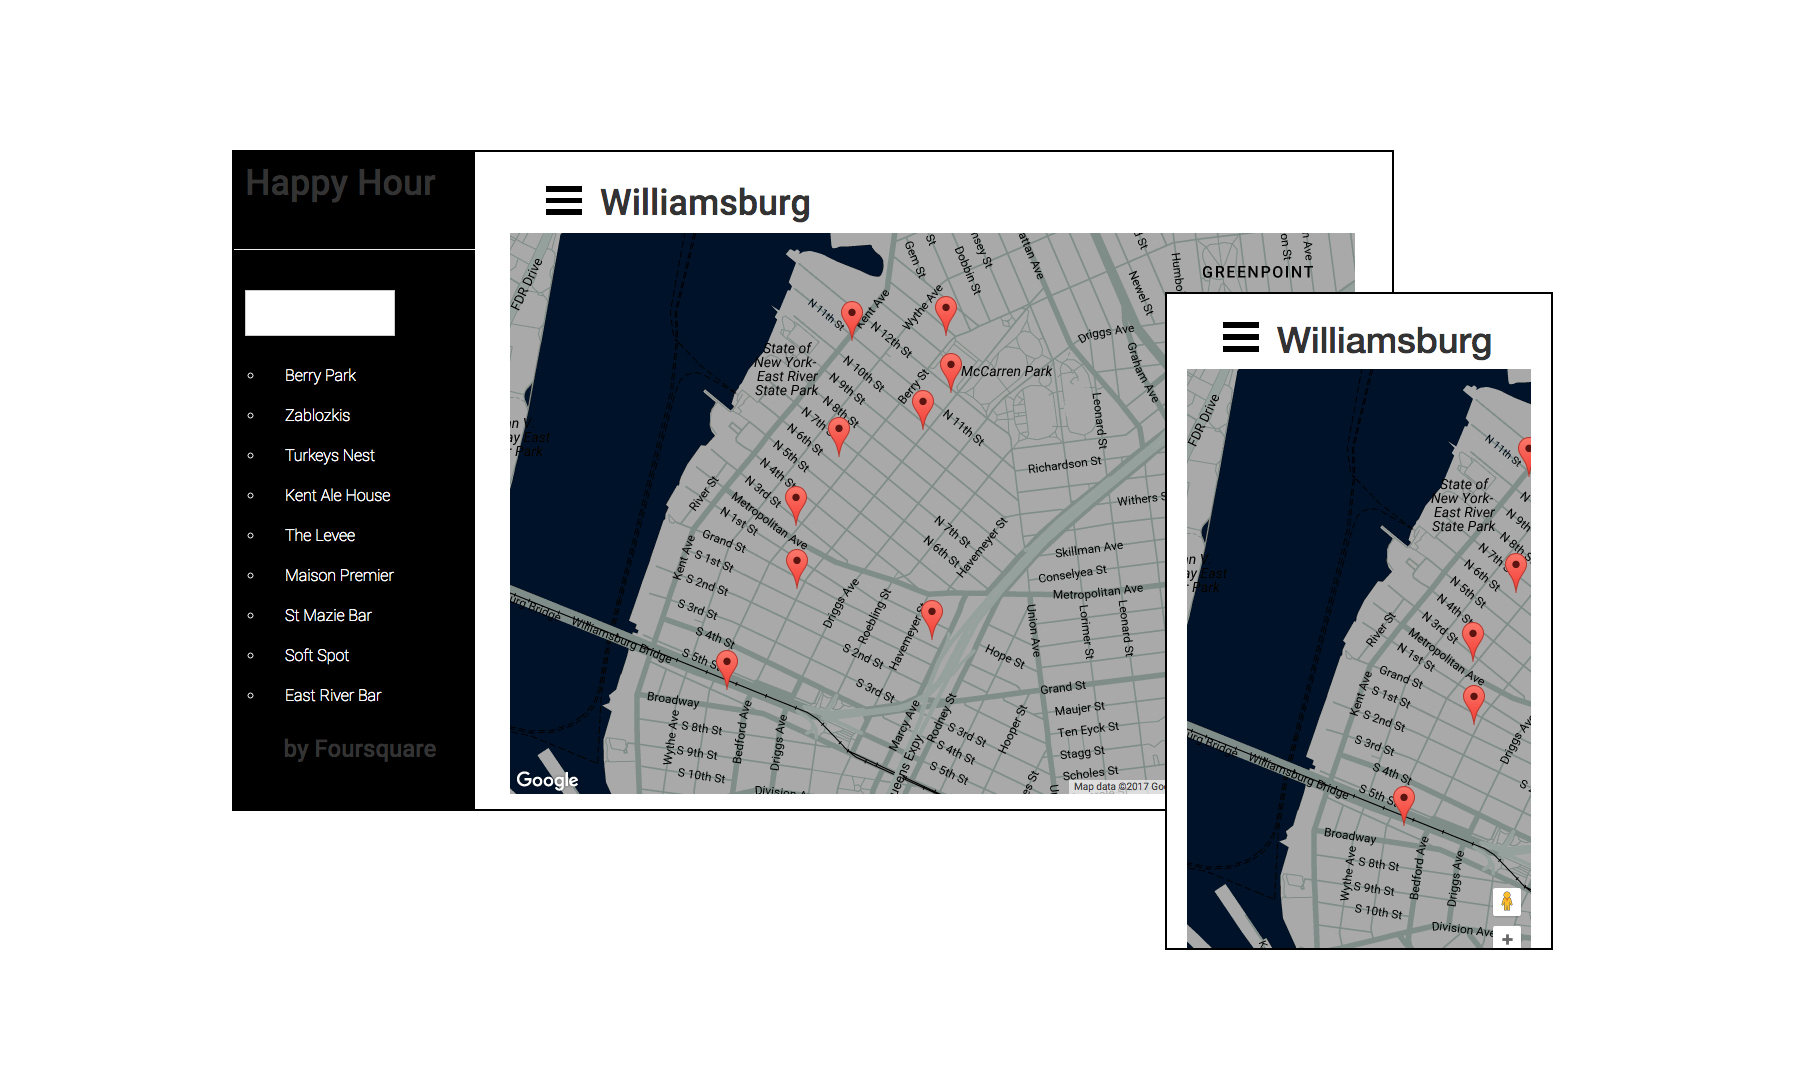 Happy Hour
Berry Park
Zablozkis
Turkeys Nest
Kent Ale House
The Levee
Maison Premier
St Mazie Bar
Soft Spot
East River Bar
by Foursquare
Williamsburg
FDR Drive
Gem St
Dobbin St
Newel St
GREENPOINT
Kent Ave
Wythe Ave
N 11th St
N 12th St
Driggs Ave
Graham Ave
State of
New York-
East River
State Park
McCarren Park
N 10th St
N 9th St
Berry St
N 8th St
N 7th
N 11th St
Leonard St
N 6th St
N 5th St
N 4th St
N 3rd St
Richardson St
River St
Metropolitan Ave
Withers S
N 1st St
N 7th St
N 6th St
Havemeyer St
Grand St
S 1st St
Kent Ave
Skillman Ave
S 2nd St
Conselyea St
Metropolitan Ave
S 3rd St
Driggs Ave
Roebling St
Havemeyer St
Union Ave
Lorimer St
Leonard St
Williamsburg Bridge
S 4th St
S 5th St
S 2nd St
Hope St
S 3rd St
Grand St
Broadway
Wythe Ave
Bedford Ave
Driggs Ave
Marcy Ave
Rodney St
Hooper St
Maujer St
Ten Eyck St
Stagg St
Scholes St
S 8th St
S 9th St
S 10th St
S 3rd St
S 4th St
S 5th St
Queens Expy
Division
Google
Map data ©2017 Goo
Williamsburg
FDR Drive
N 11th St
State of
New York-
East River
State Park
N 9th
N 8th
N 7th
N 6th St
N 5th St
N 4th St
N 3rd St
River St
Metropolitan Ave
N 1st St
Grand St
S 1st St
Kent Ave
S 2nd St
S 3rd St
Driggs Av
Williamsburg Bridge
S 4th St
S 5th St
Broadway
Wythe Ave
Bedford Ave
Driggs Ave
S 8th St
S 9th St
S 10th St
Division Ave